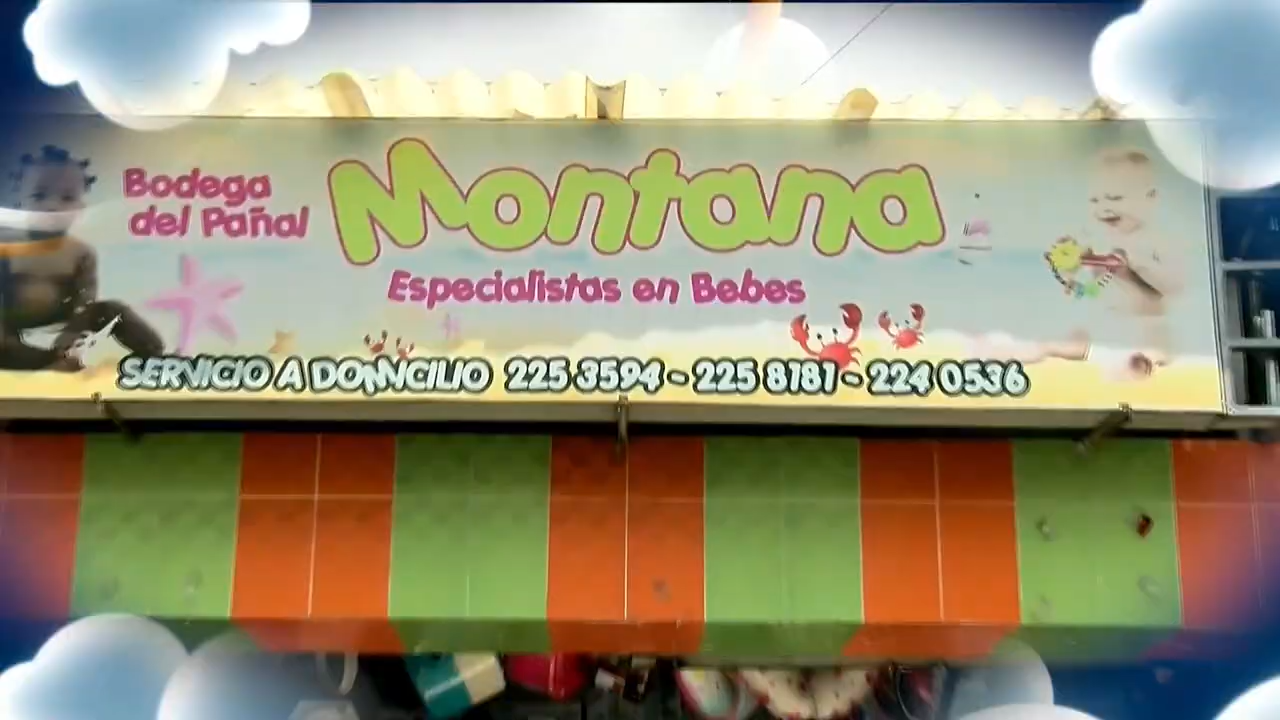 Bodega
del Pañal
Montana
Especialistas en Bebes
SERVICIO A DOMICILIO 225 3594 - 225 8181 - 224 0536